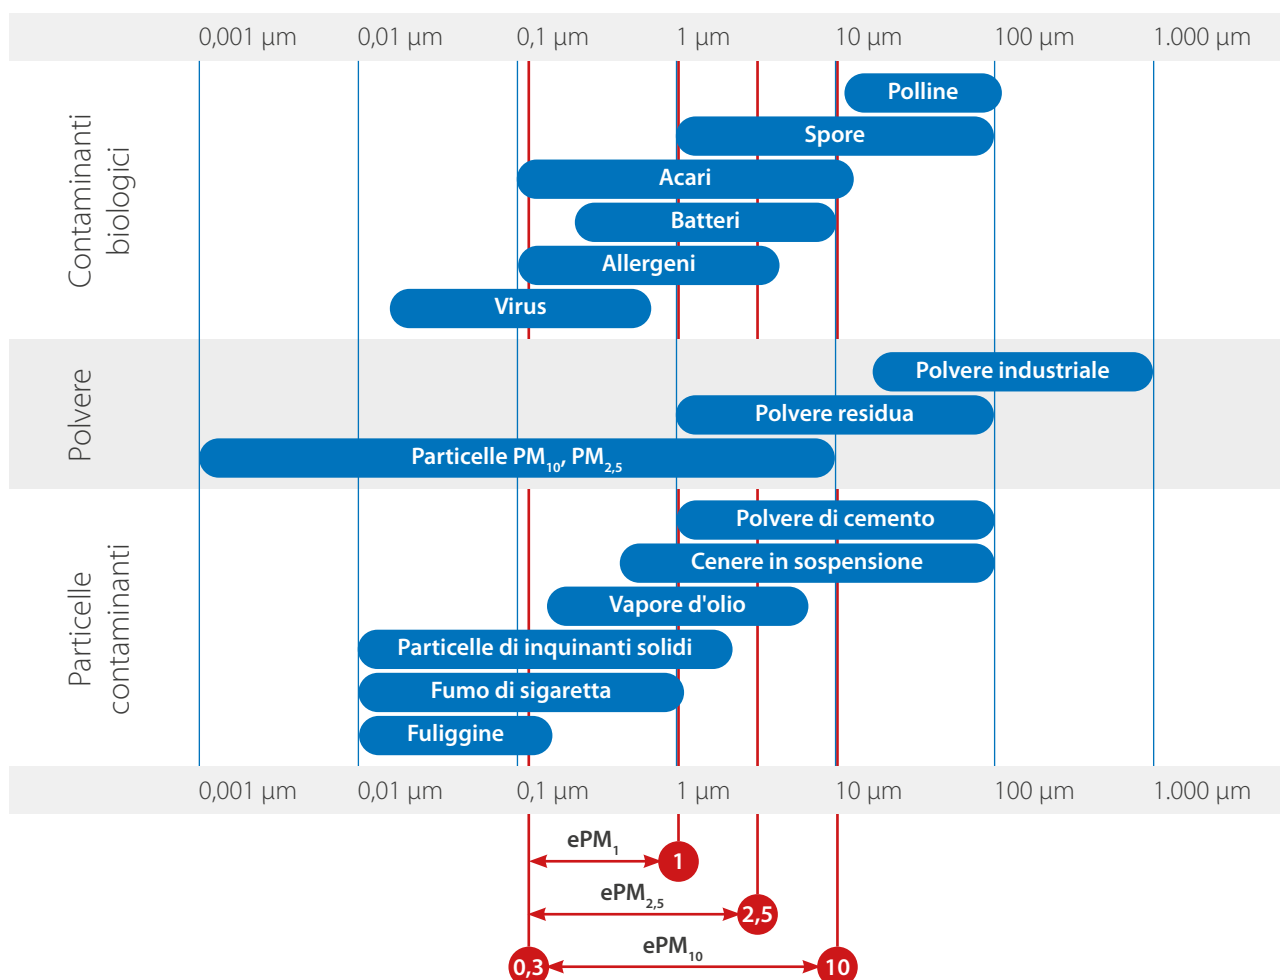 0,001 µm 0,01 µm 0,1 µm 1 µm 10 µm 100 µm 1.000 µm
Contaminanti
biologici
Polline
Spore
Acari
Batteri
Allergeni
Virus
Polvere
Polvere industriale
Polvere residua
Particelle PM10, PM2,5
Particelle
contaminanti
Polvere di cemento
Cenere in sospensione
Vapore d'olio
Particelle di inquinanti solidi
Fumo di sigaretta
Fuliggine
0,001 µm 0,01 µm 0,1 µm 1 µm 10 µm 100 µm 1.000 µm
ePM1
1
ePM2,5
2,5
ePM10
0,3 10